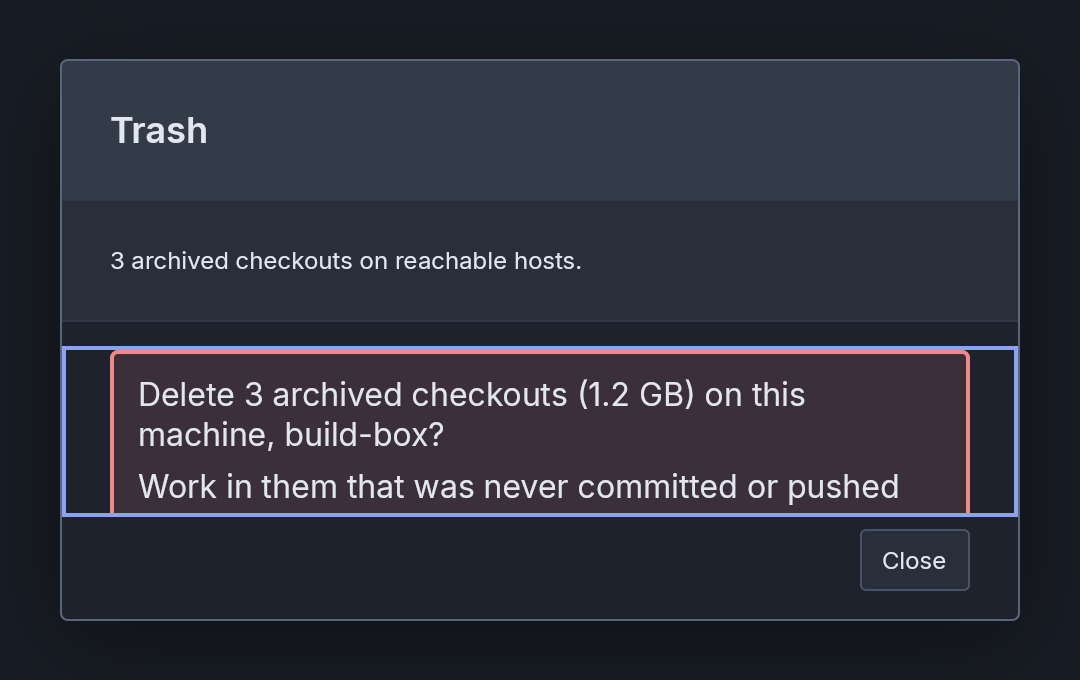 Trash
3 archived checkouts on reachable hosts.
Delete 3 archived checkouts (1.2 GB) on this
machine, build-box?
Work in them that was never committed or pushed
Close